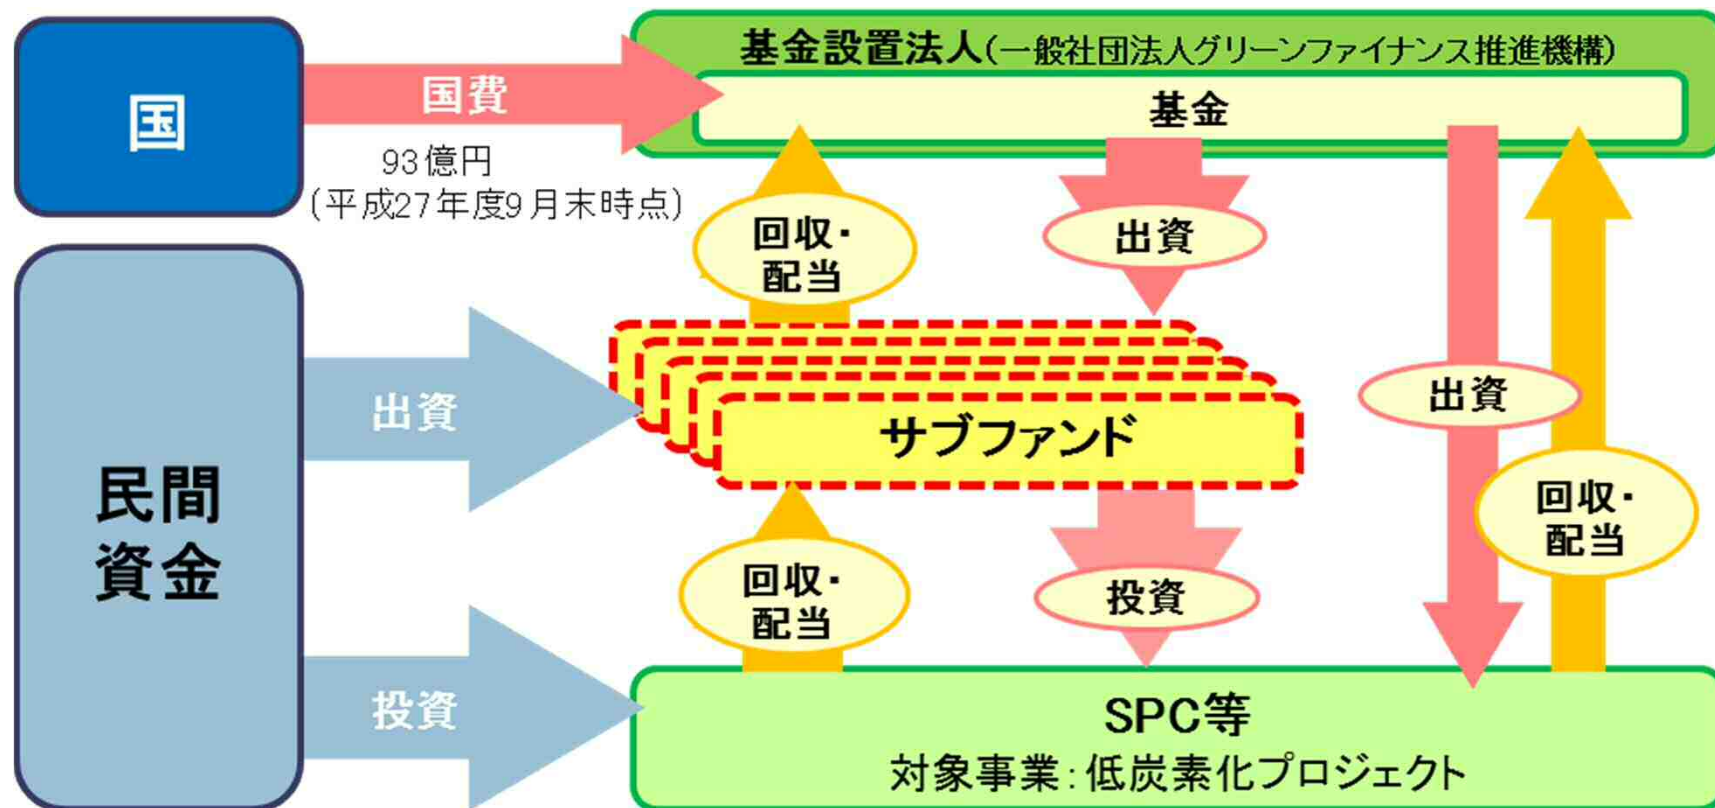 国
国費
93億円
(平成27年度9月末時点)
基金設置法人(一般社団法人グリーンファイナンス推進機構)
基金
回収・
配当
出資
民間
資金
出資
サブファンド
出資
回収・
配当
回収・
配当
投資
投資
SPC等
対象事業：低炭素化プロジェクト